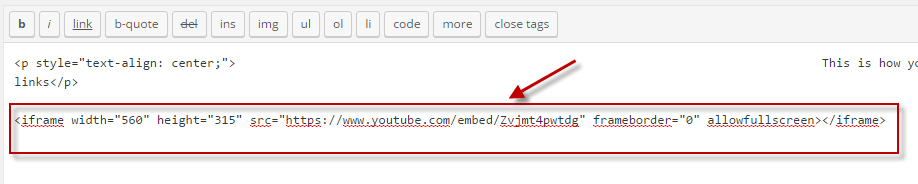 b i link b-quote del ins img ul ol li code more close tags
<p style="text-align: center;"> This is how yo
links</p>
<iframe width="560" height="315" src="https://www.youtube.com/embed/Zvjmt4pwtdg" frameborder="0" allowfullscreen></iframe>